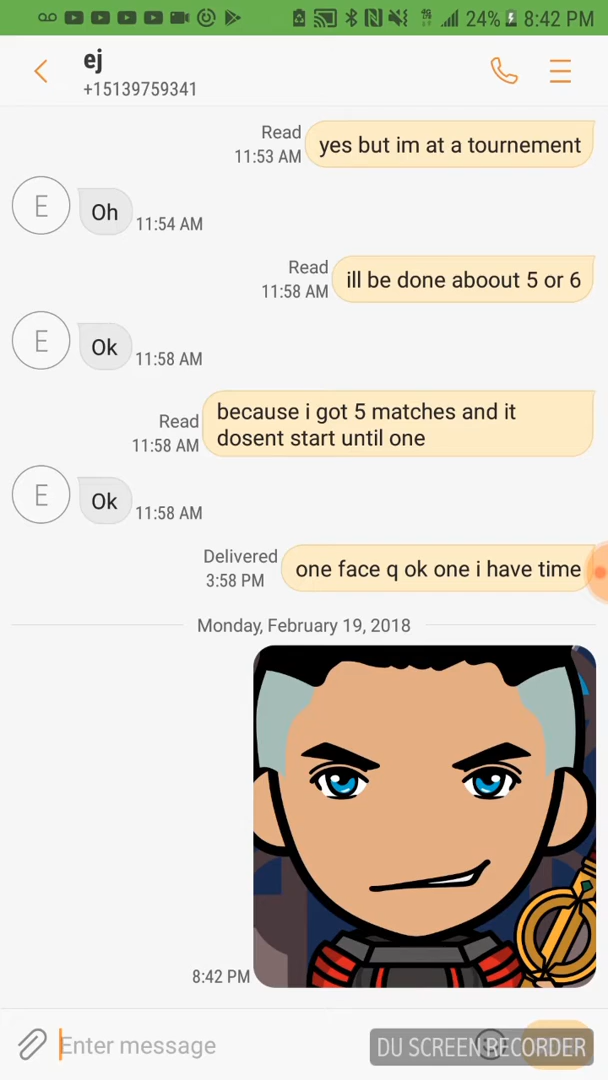 24% 8:42 PM
ej
+15139759341
Read
11:53 AM
yes but im at a tournement
E
Oh
11:54 AM
Read
11:58 AM
ill be done aboout 5 or 6
E
Ok
11:58 AM
Read
11:58 AM
because i got 5 matches and it
dosent start until one
E
Ok
11:58 AM
Delivered
3:58 PM
one face q ok one i have time
Monday, February 19, 2018
8:42 PM
Enter message
DU SCREEN RECORDER